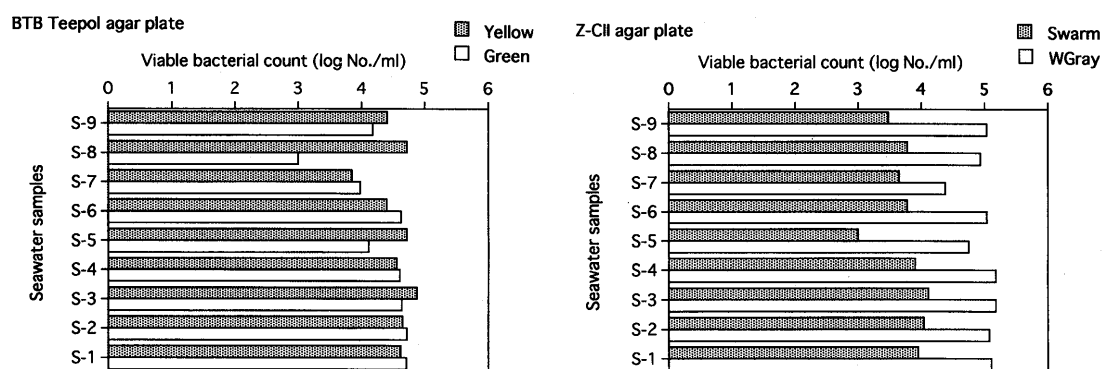 BTB Teepol agar plate
Yellow
Green
Viable bacterial count (log No./ml)
0 1 2 3 4 5 6
S-9
S-8
S-7
S-6
S-5
S-4
S-3
S-2
S-1
Seawater samples
Z-CII agar plate
Swarm
WGray
Viable bacterial count (log No./ml)
0 1 2 3 4 5 6
S-9
S-8
S-7
S-6
S-5
S-4
S-3
S-2
S-1
Seawater samples